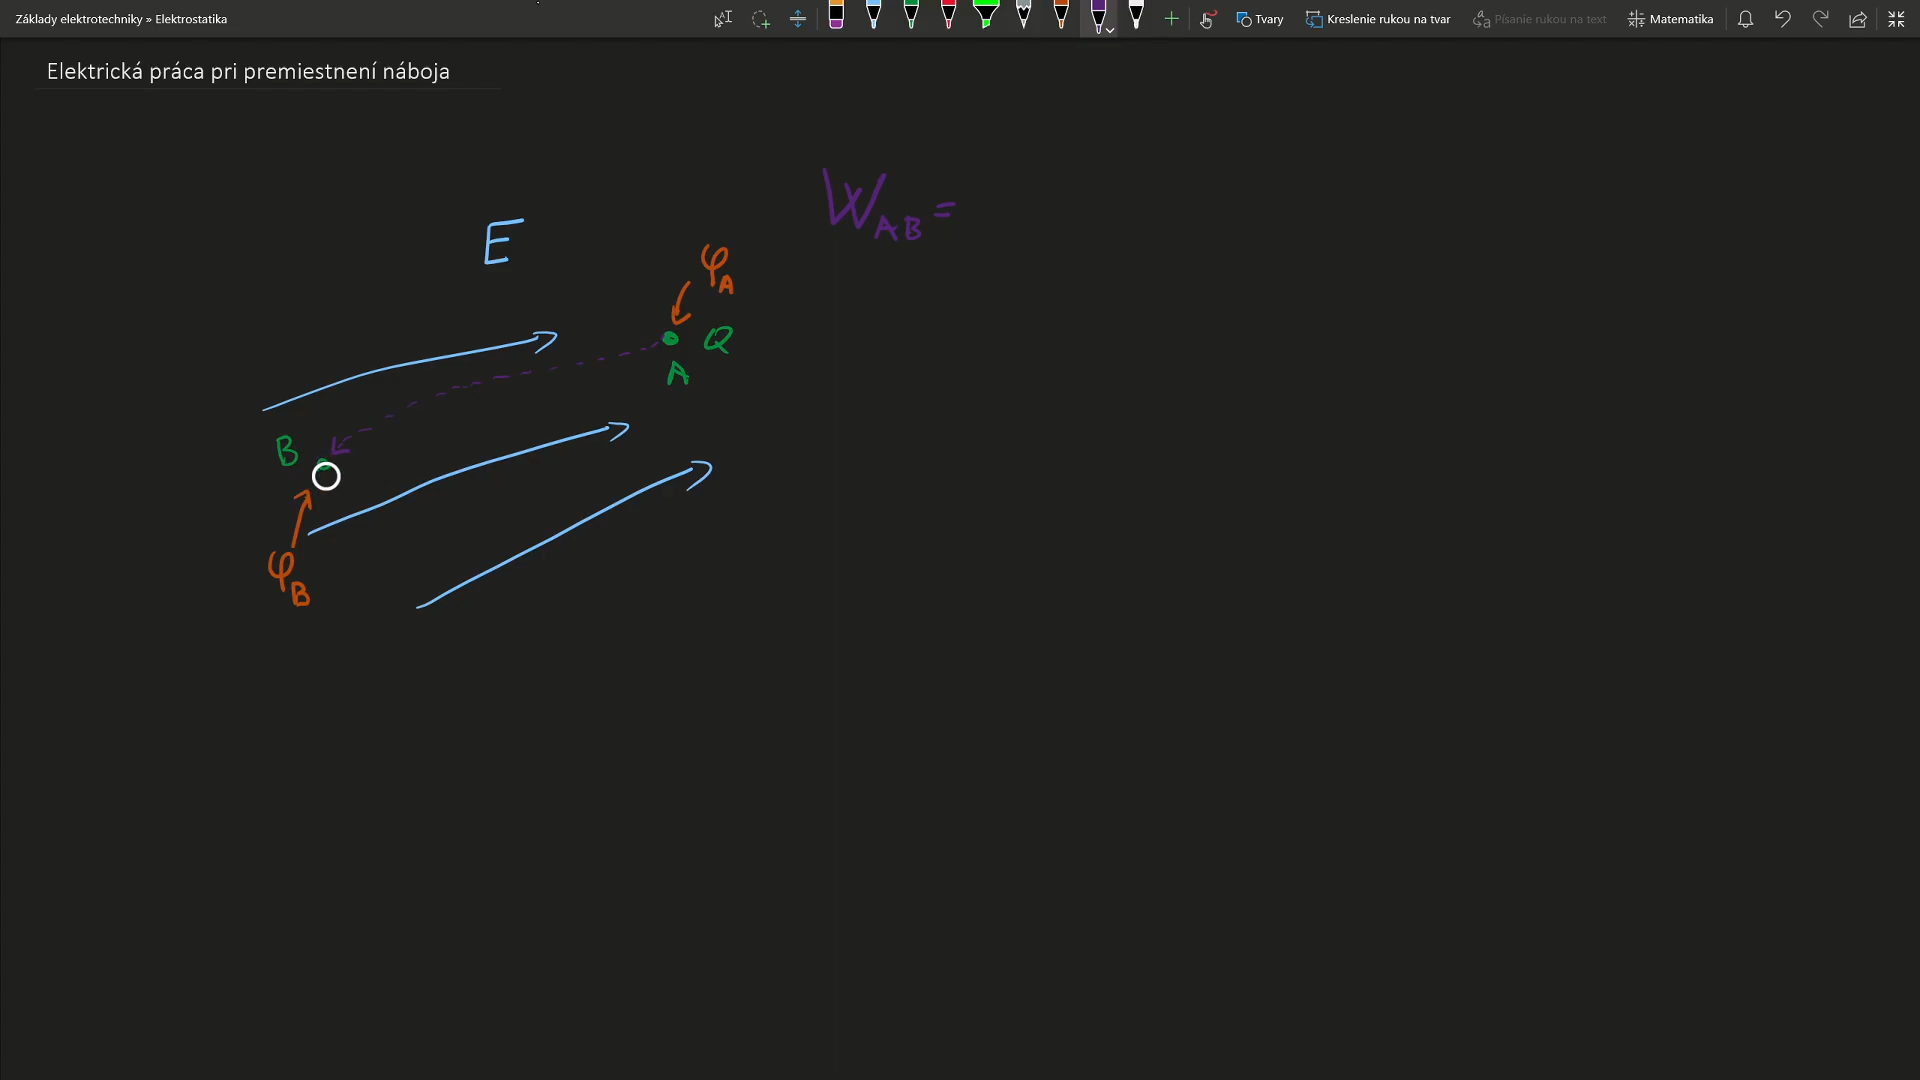 Základy elektrotechniky » Elektrostatika
Tvary
Kreslenie rukou na tvar
Písanie rukou na text
Matematika
Elektrická práca pri premiestnení náboja
W_AB =
E
φ_A
Q
A
B
φ_B